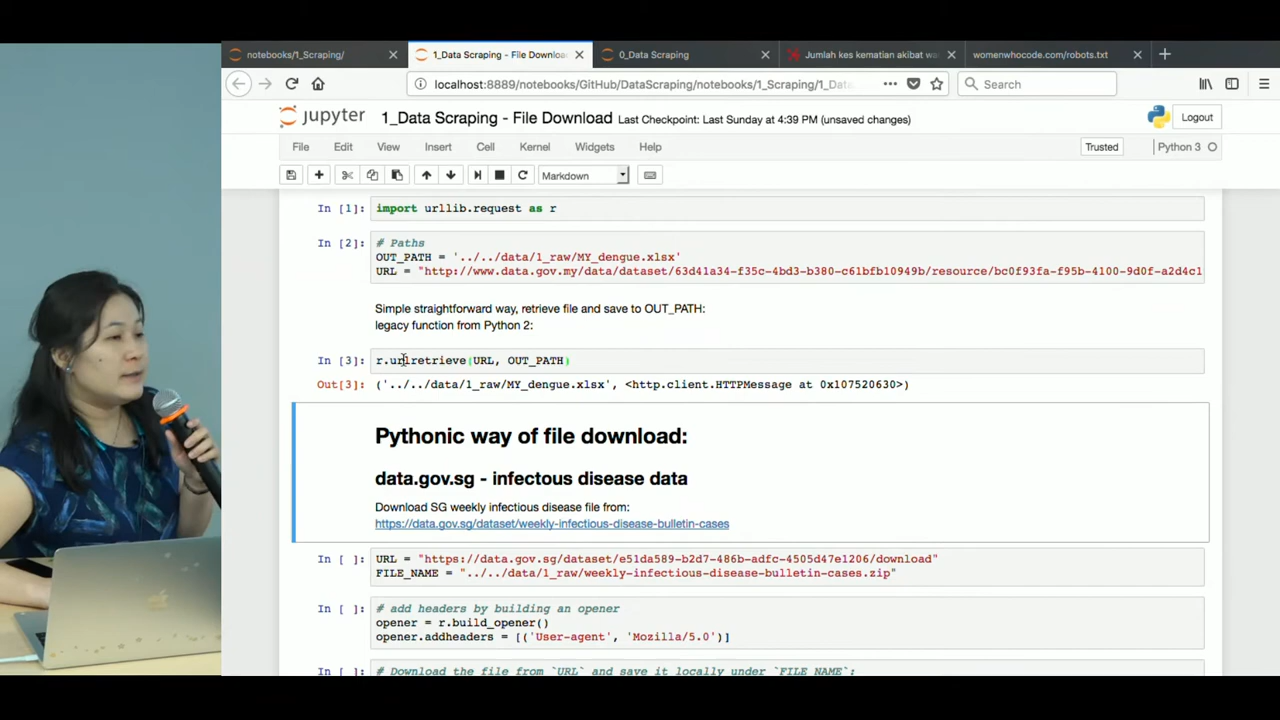 notebooks/1_Scraping/
1_Data Scraping - File Download
0_Data Scraping
Jumlah kes kematian akibat wa
womenwhocode.com/robots.txt
localhost:8889/notebooks/GitHub/DataScraping/notebooks/1_Scraping/1_Data
Search
jupyter
1_Data Scraping - File Download Last Checkpoint: Last Sunday at 4:39 PM (unsaved changes)
Logout
File Edit View Insert Cell Kernel Widgets Help
Trusted
Python 3
Markdown
In [1]: import urllib.request as r
In [2]: # Paths
OUT_PATH = '../../data/1_raw/MY_dengue.xlsx'
URL = "http://www.data.gov.my/data/dataset/63d41a34-f35c-4bd3-b380-c61bfb10949b/resource/bc0f93fa-f95b-4100-9d0f-a2d4c1
Simple straightforward way, retrieve file and save to OUT_PATH:
legacy function from Python 2:
In [3]: r.urlretrieve(URL, OUT_PATH)
Out[3]: ('../../data/1_raw/MY_dengue.xlsx', <http.client.HTTPMessage at 0x107520630>)
Pythonic way of file download:
data.gov.sg - infectous disease data
Download SG weekly infectious disease file from:
https://data.gov.sg/dataset/weekly-infectious-disease-bulletin-cases
In [ ]: URL = "https://data.gov.sg/dataset/e51da589-b2d7-486b-adfc-4505d47e1206/download"
FILE_NAME = "../../data/1_raw/weekly-infectious-disease-bulletin-cases.zip"
In [ ]: # add headers by building an opener
opener = r.build_opener()
opener.addheaders = [('User-agent', 'Mozilla/5.0')]
In [ ]: # Download the file from `URL` and save it locally under `FILE_NAME`: